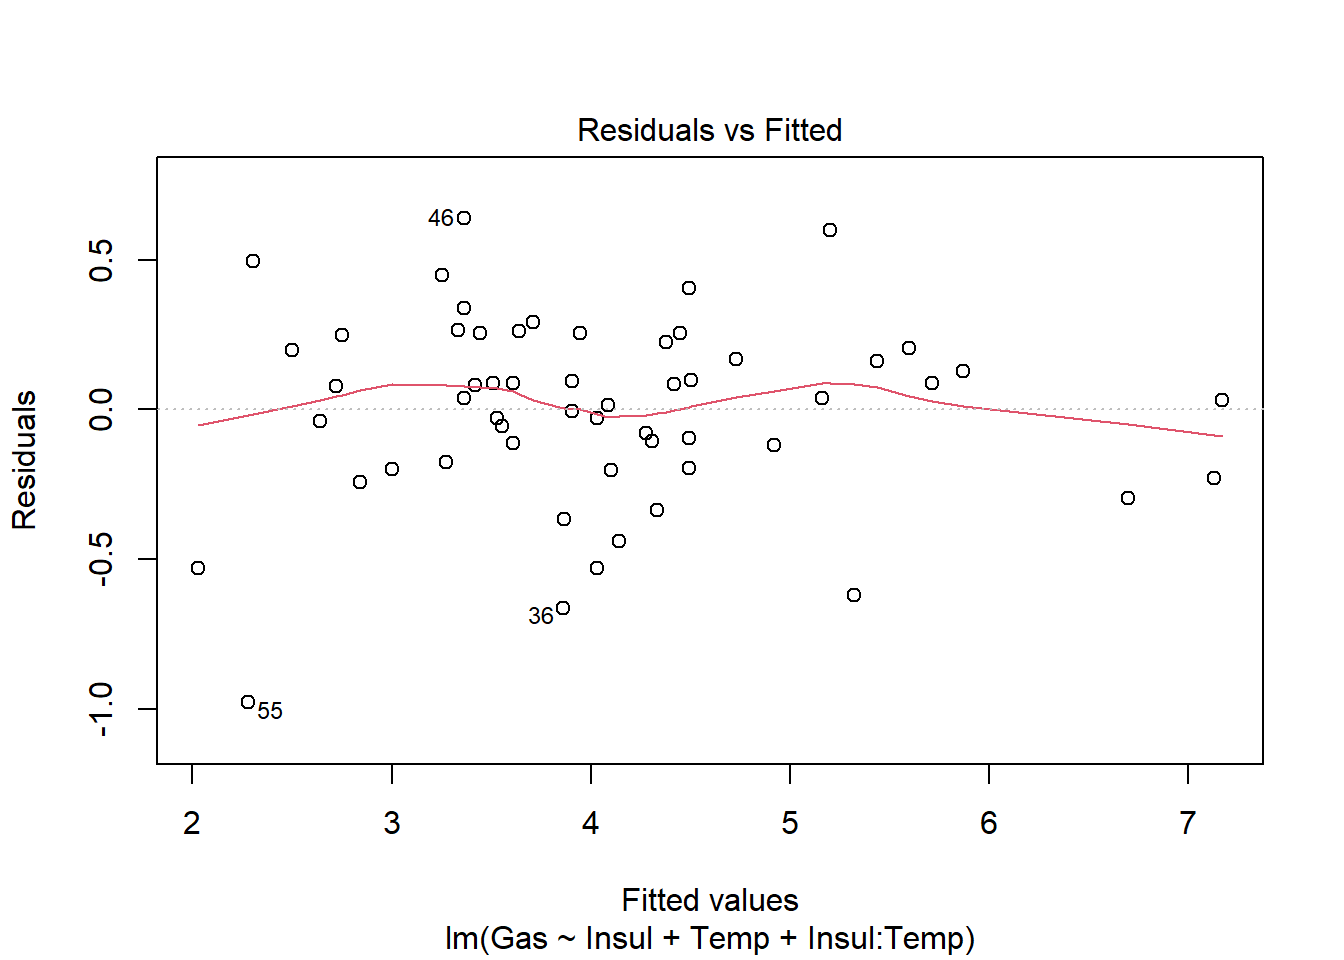 Residuals vs Fitted
Residuals
0.5
0.0
-0.5
-1.0
46
36
55
2 3 4 5 6 7
Fitted values
lm(Gas ~ Insul + Temp + Insul:Temp)